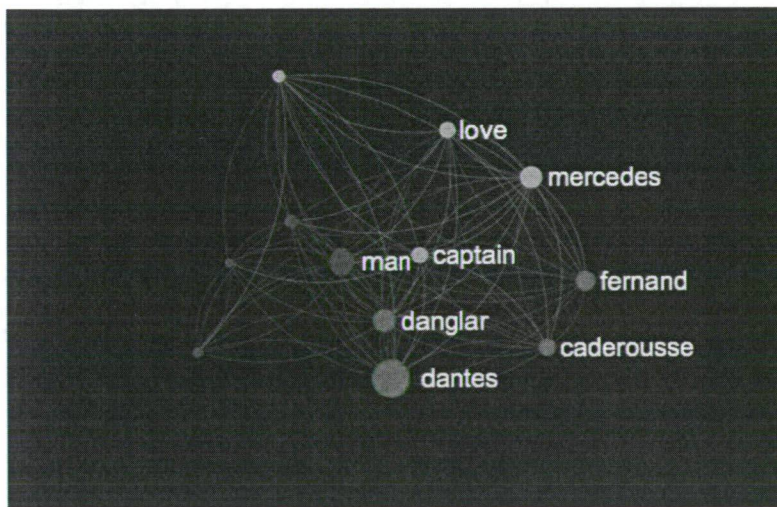 love
mercedes
man
captain
fernand
danglar
caderousse
dantes